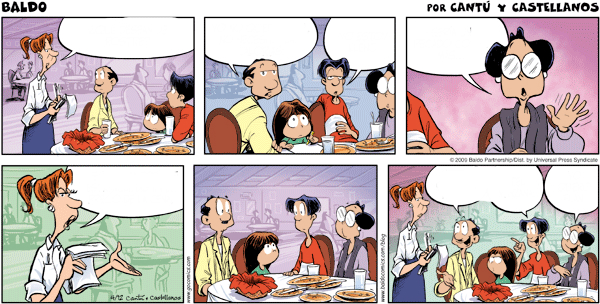 BALDO
POR CANTÚ Y CASTELLANOS
© 2009 Baldo Partnership/Dist. by Universal Press Syndicate
4/12 CANTÚ & CASTELLANOS
www.gocomics.com
www.baldocomics.com/blog